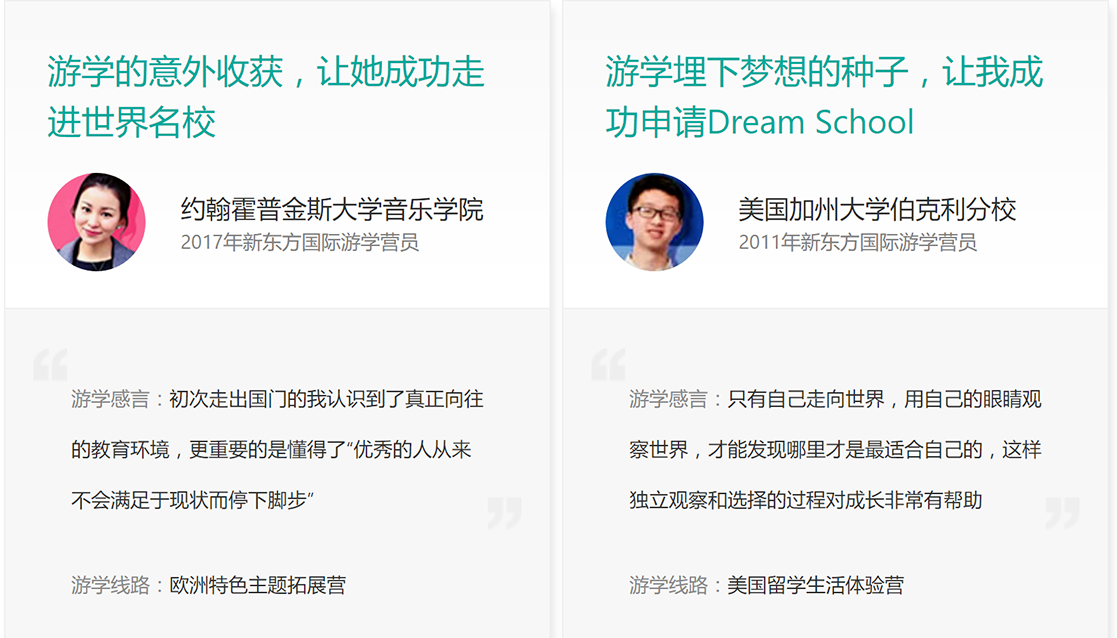 游学的意外收获，让她成功走
进世界名校
约翰霍普金斯大学音乐学院
2017年新东方国际游学营员
游学感言：初次走出国门的我认识到了真正向往
的教育环境，更重要的是懂得了“优秀的人从来
不会满足于现状而停下脚步”
游学线路：欧洲特色主题拓展营
游学埋下梦想的种子，让我成
功申请Dream School
美国加州大学伯克利分校
2011年新东方国际游学营员
游学感言：只有自己走向世界，用自己的眼睛观
察世界，才能发现哪里才是最适合自己的，这样
独立观察和选择的过程对成长非常有帮助
游学线路：美国留学生活体验营